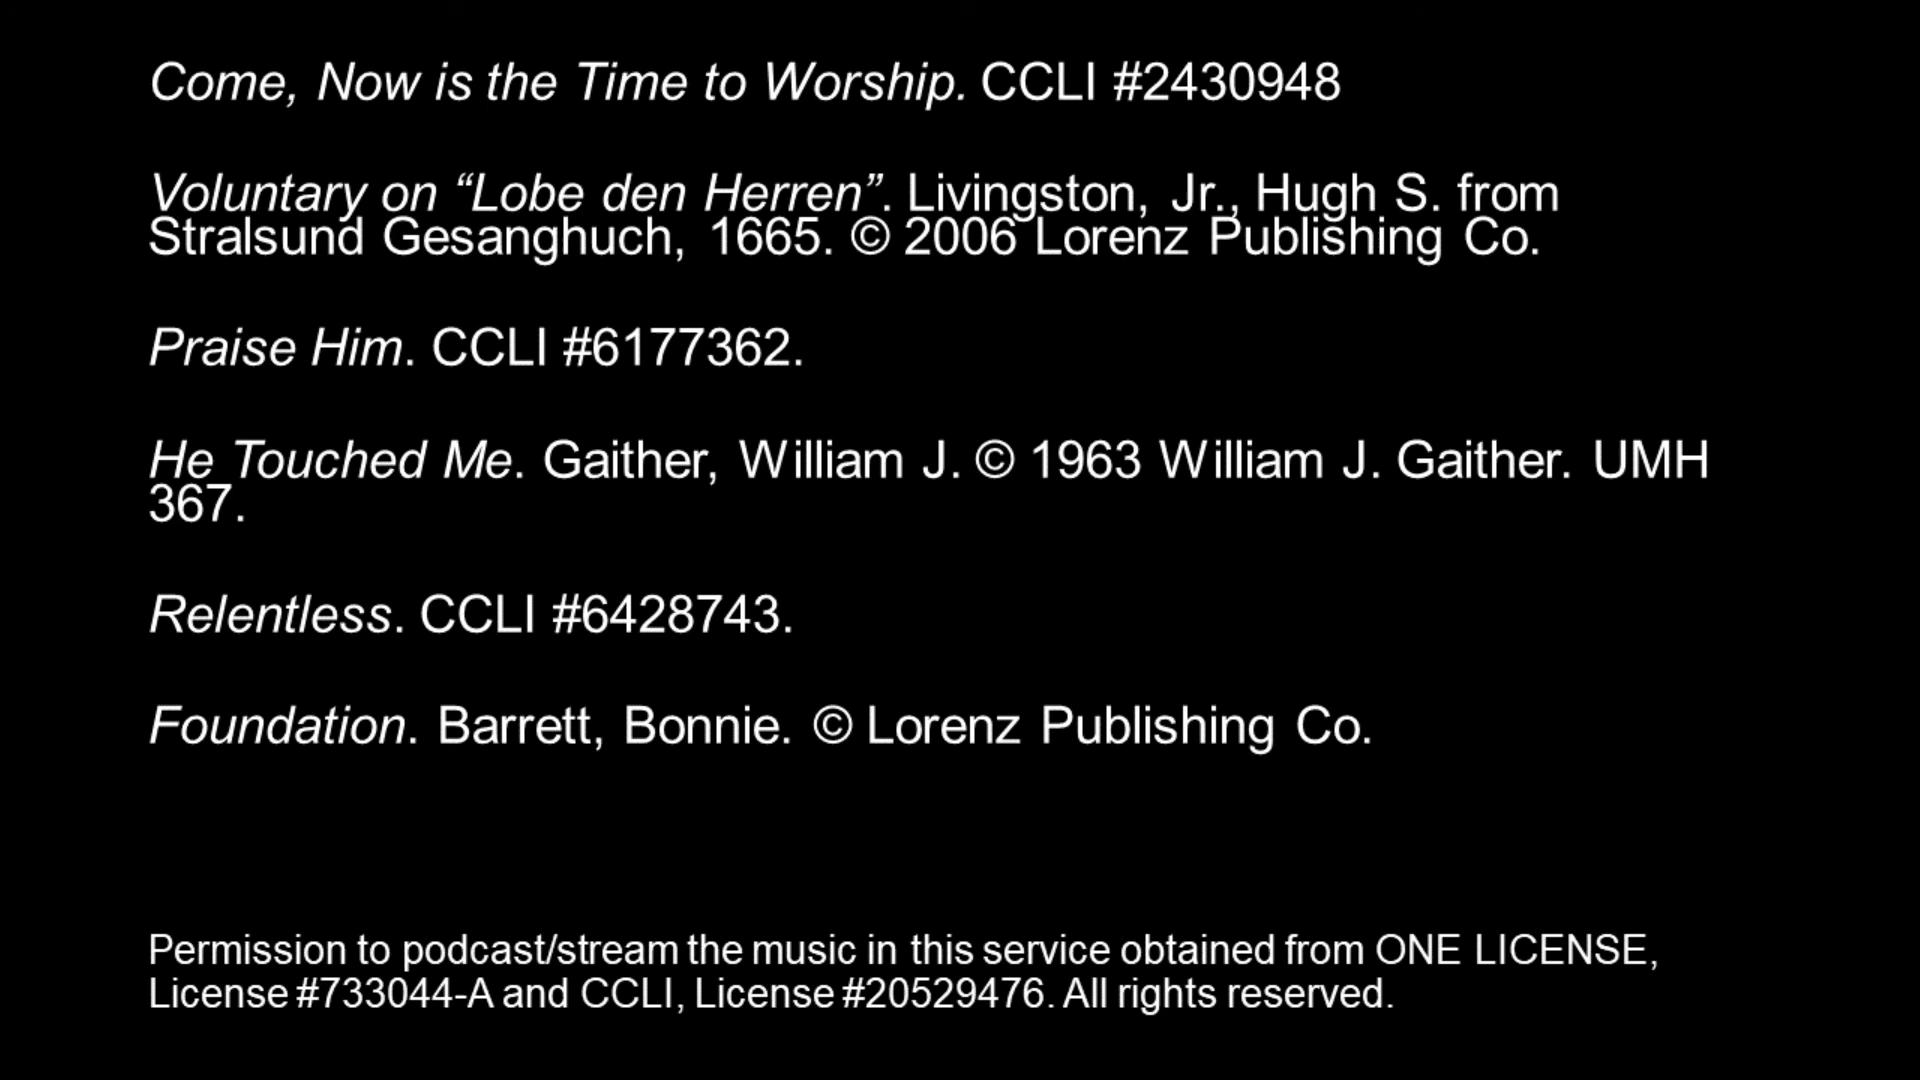 Come, Now is the Time to Worship. CCLI #2430948
Voluntary on “Lobe den Herren”. Livingston, Jr., Hugh S. from
Stralsund Gesanghuch, 1665. © 2006 Lorenz Publishing Co.
Praise Him. CCLI #6177362.
He Touched Me. Gaither, William J. © 1963 William J. Gaither. UMH
367.
Relentless. CCLI #6428743.
Foundation. Barrett, Bonnie. © Lorenz Publishing Co.
Permission to podcast/stream the music in this service obtained from ONE LICENSE,
License #733044-A and CCLI, License #20529476. All rights reserved.